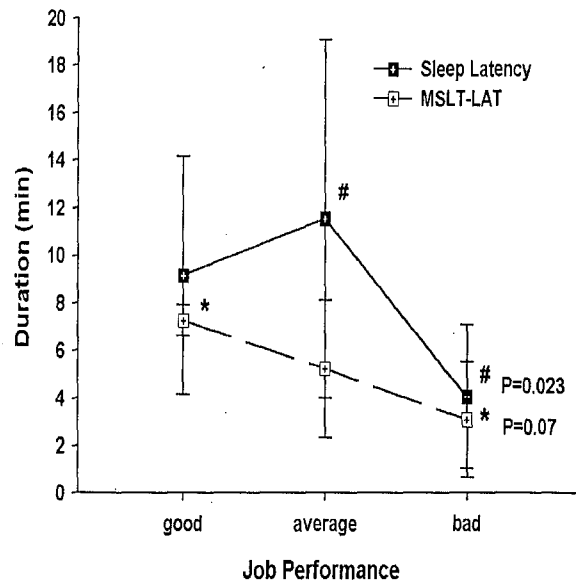 20
18
16
14
12
10
8
6
4
2
0
Duration (min)
Sleep Latency
MSLT-LAT
#
*
# P=0.023
* P=0.07
good average bad
Job Performance